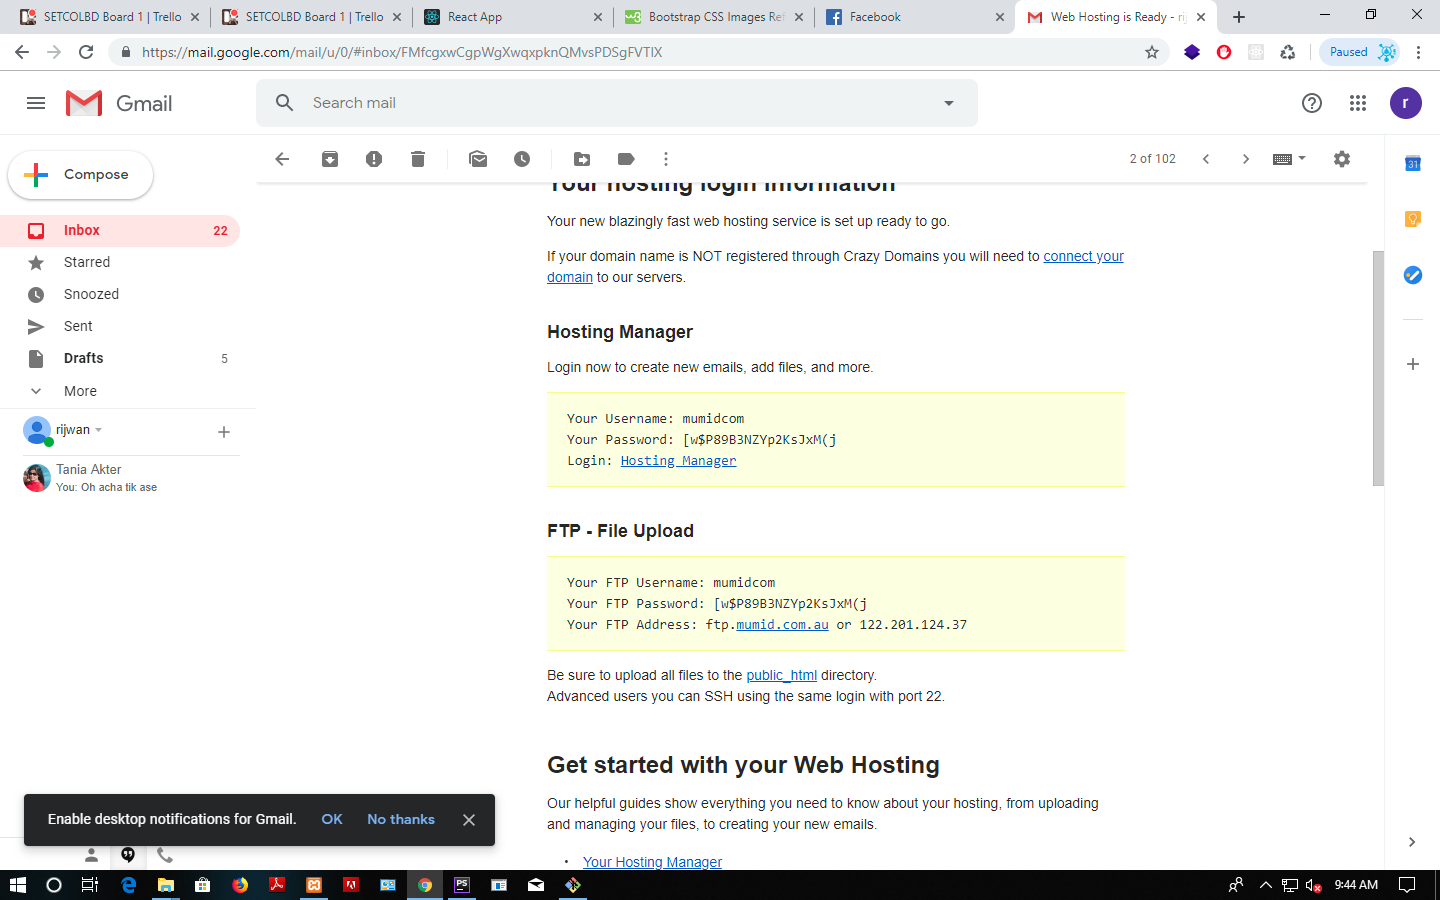 SETCOLBD Board 1 | Trello
SETCOLBD Board 1 | Trello
React App
Bootstrap CSS Images Ref
Facebook
Web Hosting is Ready - rij
https://mail.google.com/mail/u/0/#inbox/FMfcgxwCgpWgXwqxpknQMvsPDSgFVTlX
Paused
Gmail
Search mail
r
Compose
2 of 102
Inbox 22
Starred
Snoozed
Sent
Drafts 5
More
rijwan
Tania Akter
You: Oh acha tik ase
31
Your hosting login information
Your new blazingly fast web hosting service is set up ready to go.
If your domain name is NOT registered through Crazy Domains you will need to connect your
domain to our servers.
Hosting Manager
Login now to create new emails, add files, and more.
Your Username: mumidcom
Your Password: [w$P89B3NZYp2KsJxM(j
Login: Hosting Manager
FTP - File Upload
Your FTP Username: mumidcom
Your FTP Password: [w$P89B3NZYp2KsJxM(j
Your FTP Address: ftp.mumid.com.au or 122.201.124.37
Be sure to upload all files to the public_html directory.
Advanced users you can SSH using the same login with port 22.
Get started with your Web Hosting
Our helpful guides show everything you need to know about your hosting, from uploading
and managing your files, to creating your new emails.
• Your Hosting Manager
Enable desktop notifications for Gmail. OK No thanks
9:44 AM